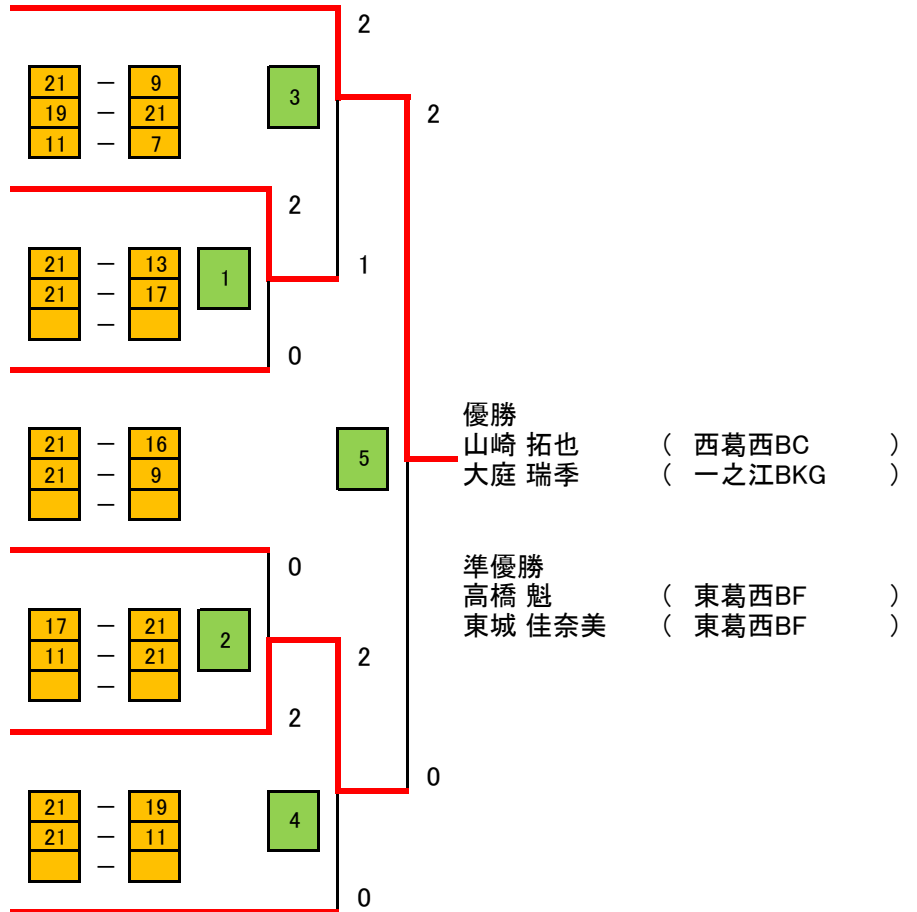 2
21 － 9
3
19 － 21
11 － 7
2
2
21 － 13
1
1
21 － 17
－
0
優勝
21 － 16
5
山崎 拓也 （ 西葛西BC ）
21 － 9
大庭 瑞季 （ 一之江BKG ）
－
0
準優勝
高橋 魁 （ 東葛西BF ）
17 － 21
2
東城 佳奈美 （ 東葛西BF ）
11 － 21
2
－
2
0
21 － 19
4
21 － 11
－
0